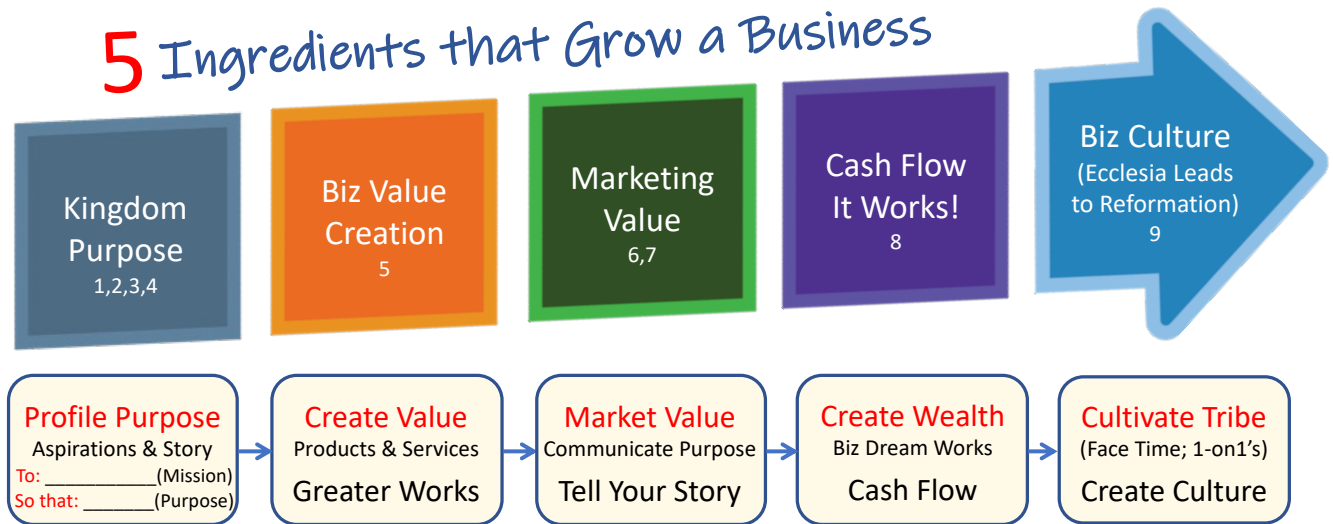 5 Ingredients that Grow a Business
Kingdom
Purpose
1,2,3,4
Biz Value
Creation
5
Marketing
Value
6,7
Cash Flow
It Works!
8
Biz Culture
(Ecclesia Leads
to Reformation)
9
Profile Purpose
Aspirations & Story
To: ___________(Mission)
So that: _______(Purpose)
Create Value
Products & Services
Greater Works
Market Value
Communicate Purpose
Tell Your Story
Create Wealth
Biz Dream Works
Cash Flow
Cultivate Tribe
(Face Time; 1-on1's)
Create Culture